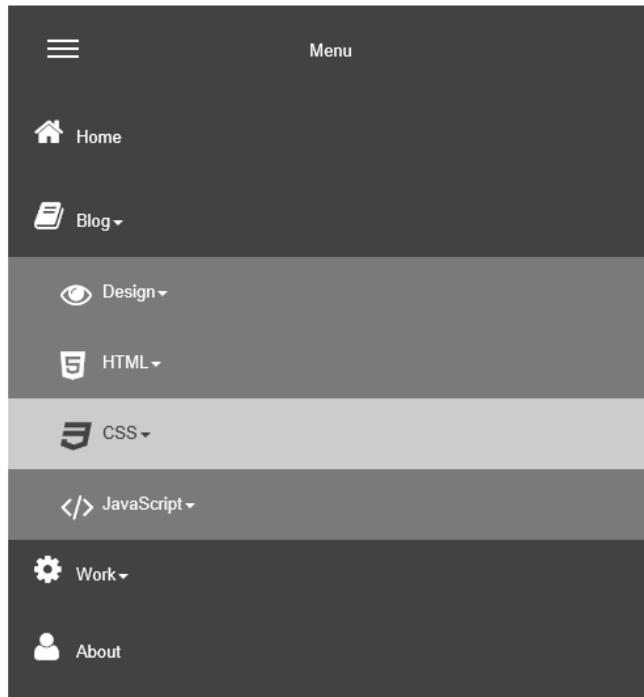 Menu
Home
Blog
Design
HTML
CSS
JavaScript
Work
About